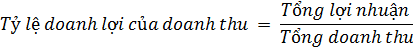 Tỷ lệ doanh lợi của doanh thu = Tổng lợi nhuận / Tổng doanh thu